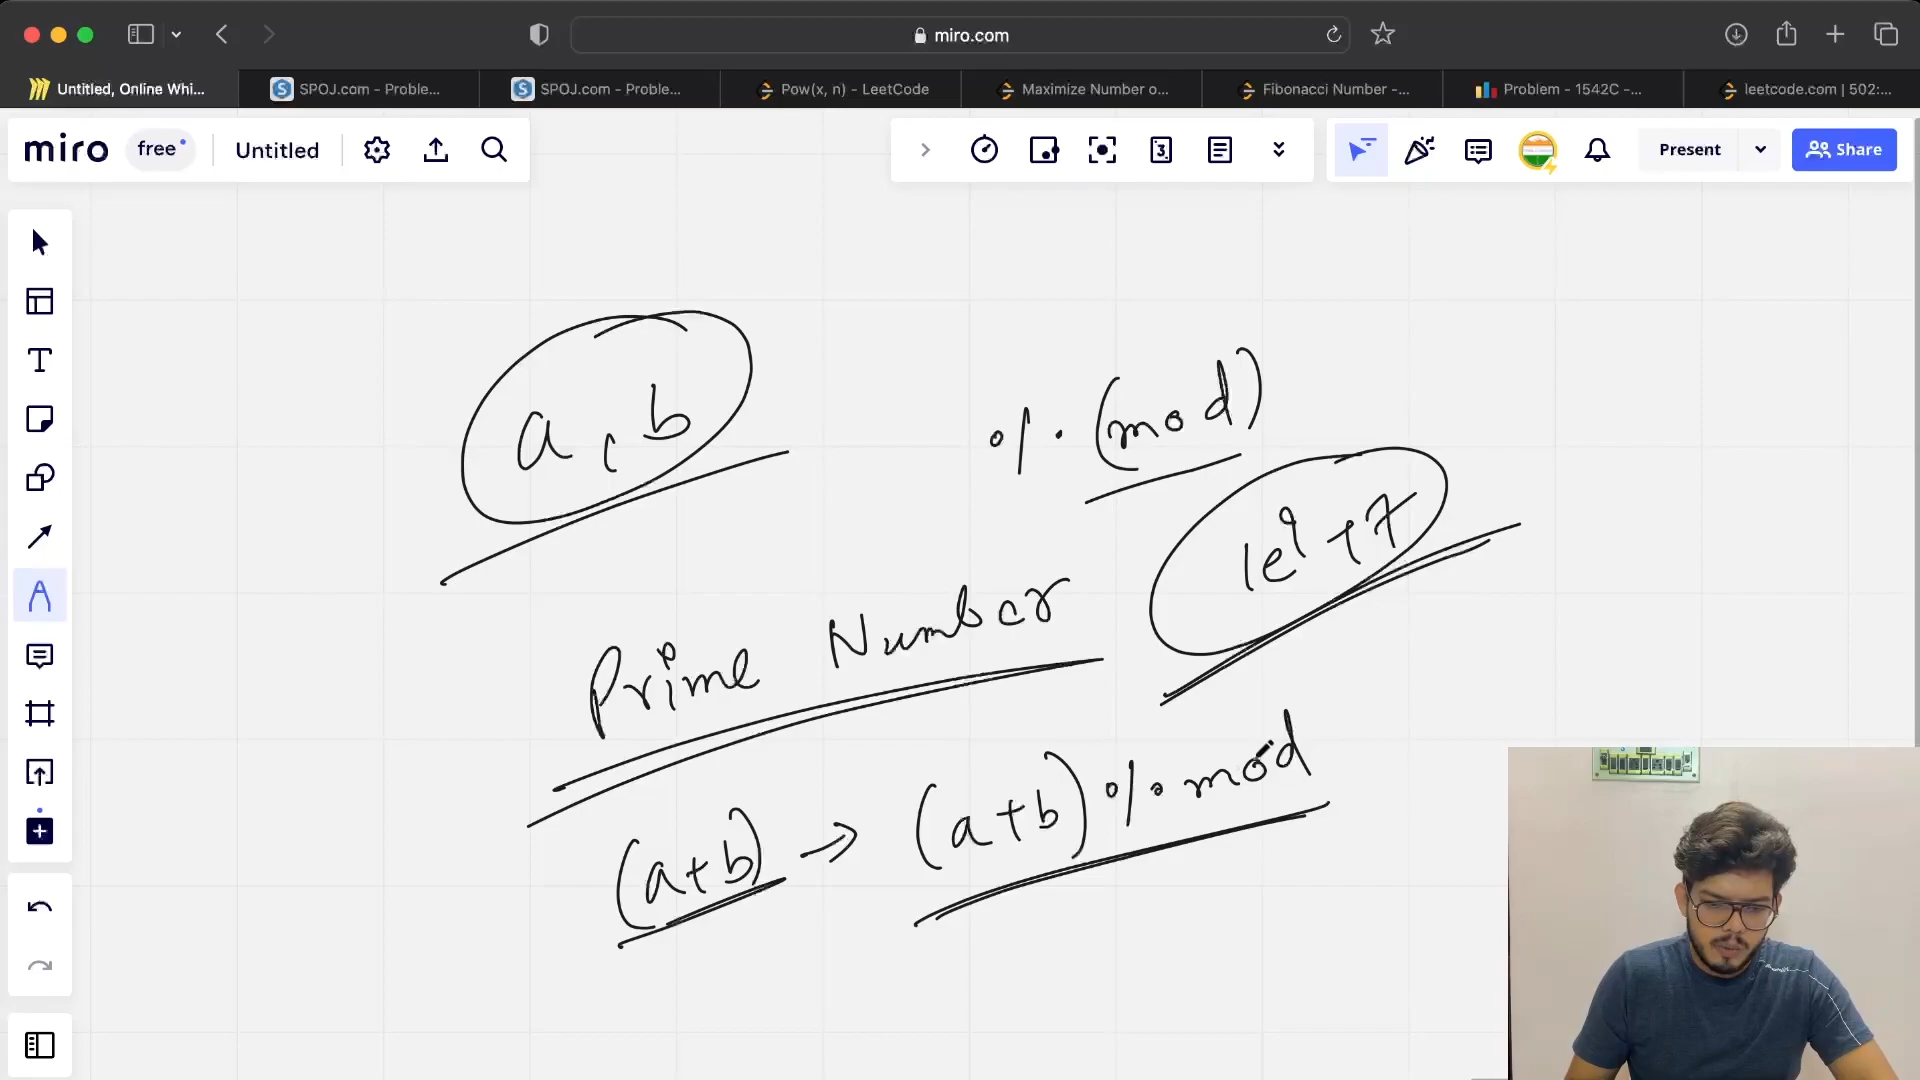 miro.com
Untitled, Online Whi...
SPOJ.com - Proble...
SPOJ.com - Proble...
Pow(x, n) - LeetCode
Maximize Number o...
Fibonacci Number -...
Problem - 1542C -...
leetcode.com | 502:...
miro free Untitled
3
Present
Share
a, b
% (mod)
1e9+7
Prime Number
(a+b) → (a+b) % mod